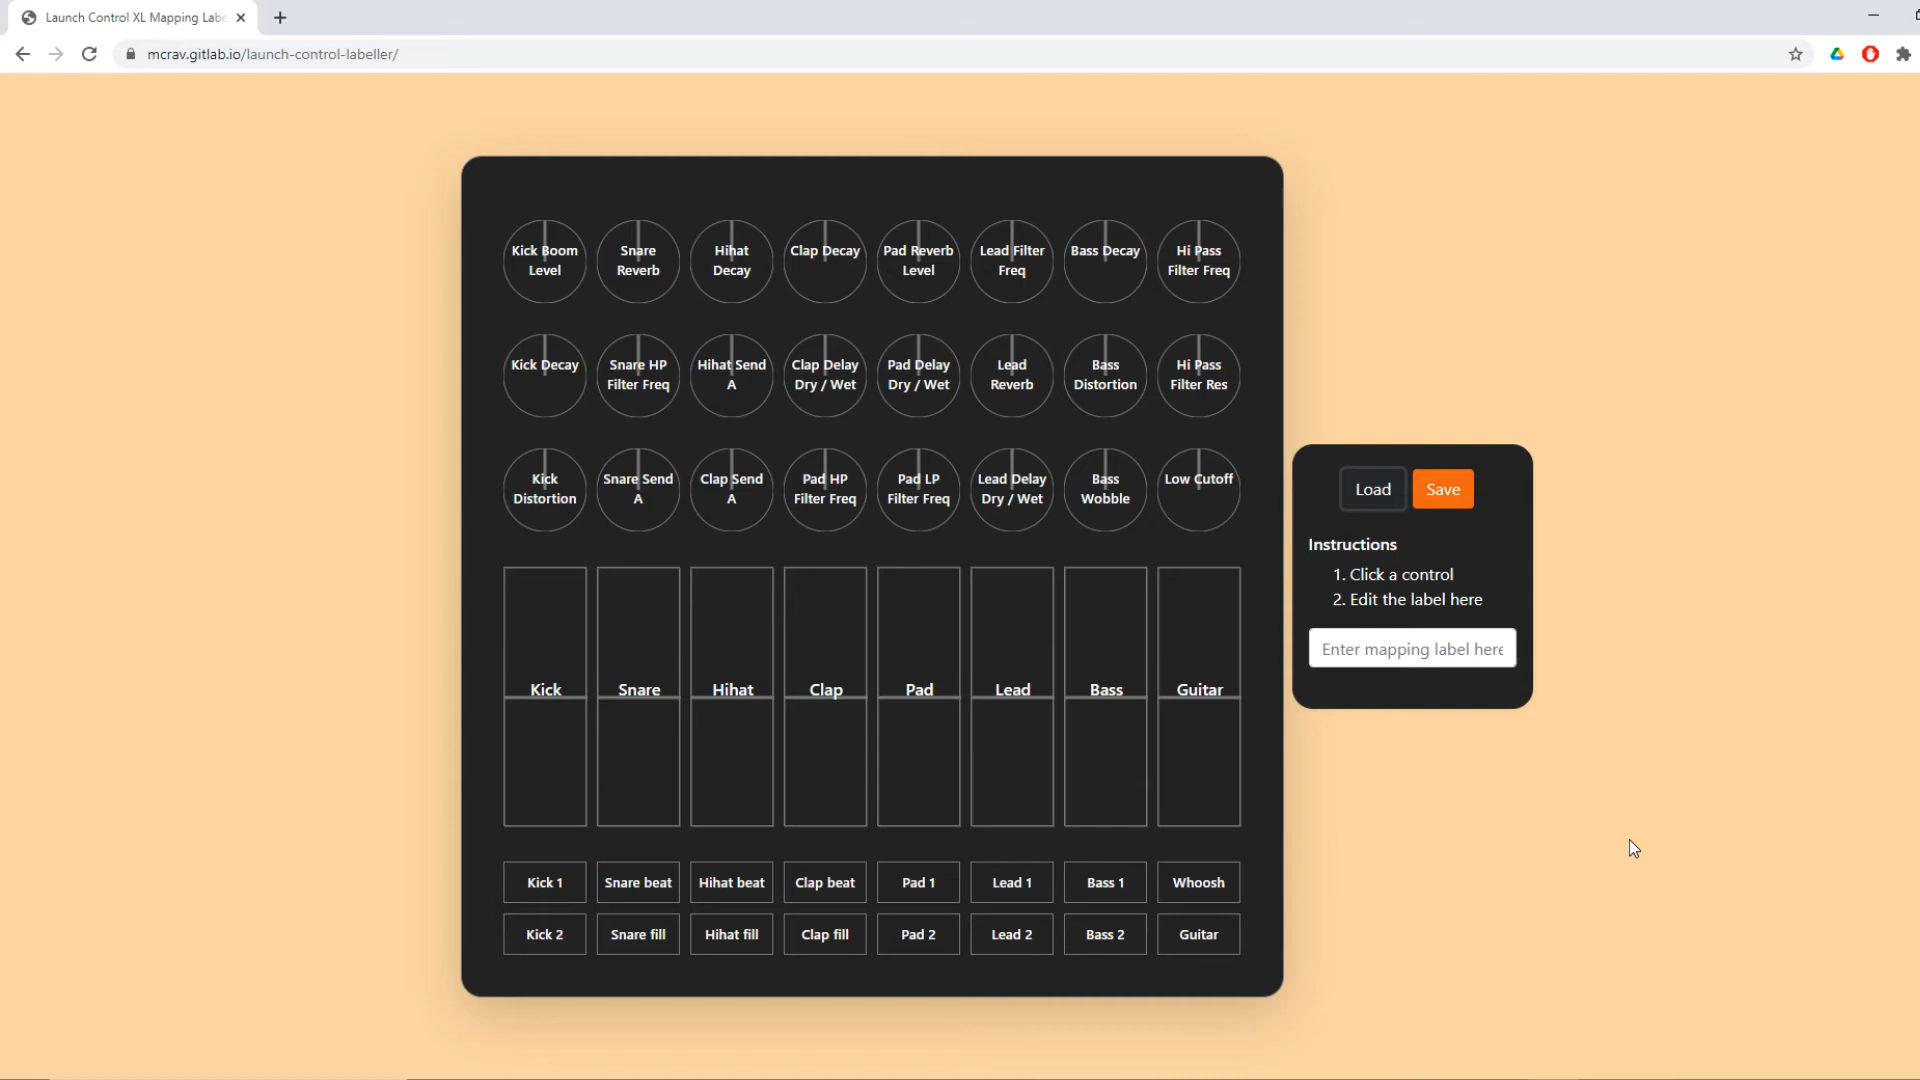 Launch Control XL Mapping Labe
mcrav.gitlab.io/launch-control-labeller/
Kick Boom
Level
Snare
Reverb
Hihat
Decay
Clap Decay
Pad Reverb
Level
Lead Filter
Freq
Bass Decay
Hi Pass
Filter Freq
Kick Decay
Snare HP
Filter Freq
Hihat Send
A
Clap Delay
Dry / Wet
Pad Delay
Dry / Wet
Lead
Reverb
Bass
Distortion
Hi Pass
Filter Res
Kick
Distortion
Snare Send
A
Clap Send
A
Pad HP
Filter Freq
Pad LP
Filter Freq
Lead Delay
Dry / Wet
Bass
Wobble
Low Cutoff
Kick Snare Hihat Clap Pad Lead Bass Guitar
Kick 1 Snare beat Hihat beat Clap beat Pad 1 Lead 1 Bass 1 Whoosh
Kick 2 Snare fill Hihat fill Clap fill Pad 2 Lead 2 Bass 2 Guitar
Load Save
Instructions
1. Click a control
2. Edit the label here
Enter mapping label here